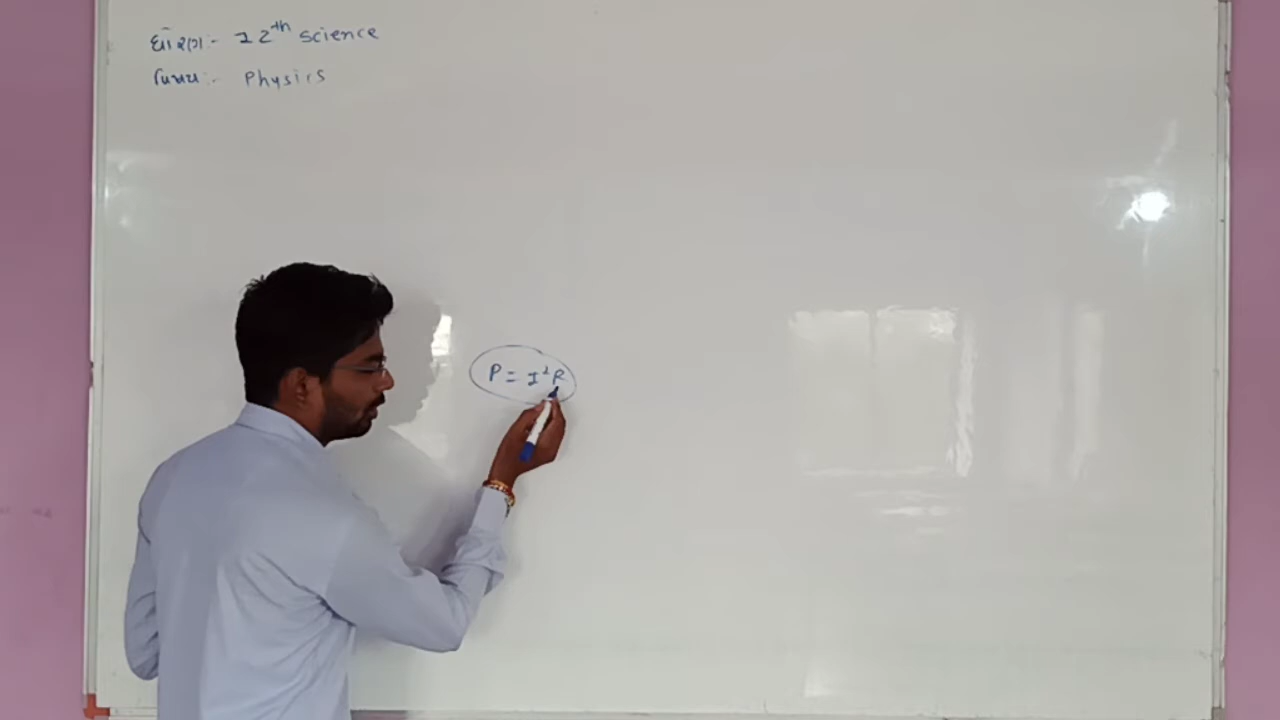 ધોરણ:- 12th science
વિષય:- Physics
P = I²R